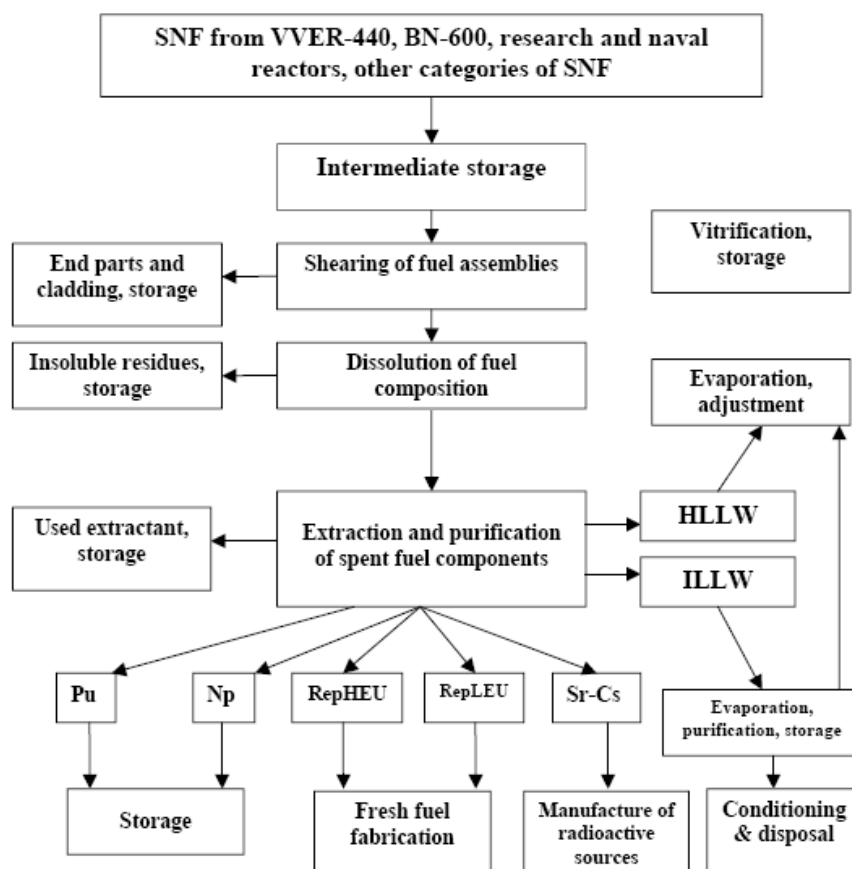 SNF from VVER-440, BN-600, research and naval
reactors, other categories of SNF
Intermediate storage
Vitrification,
storage
End parts and
cladding, storage
Shearing of fuel assemblies
Insoluble residues,
storage
Dissolution of fuel
composition
Evaporation,
adjustment
Used extractant,
storage
Extraction and purification
of spent fuel components
HLLW
ILLW
Pu
Np
RepHEU
RepLEU
Sr-Cs
Evaporation,
purification, storage
Storage
Fresh fuel
fabrication
Manufacture of
radioactive
sources
Conditioning
& disposal